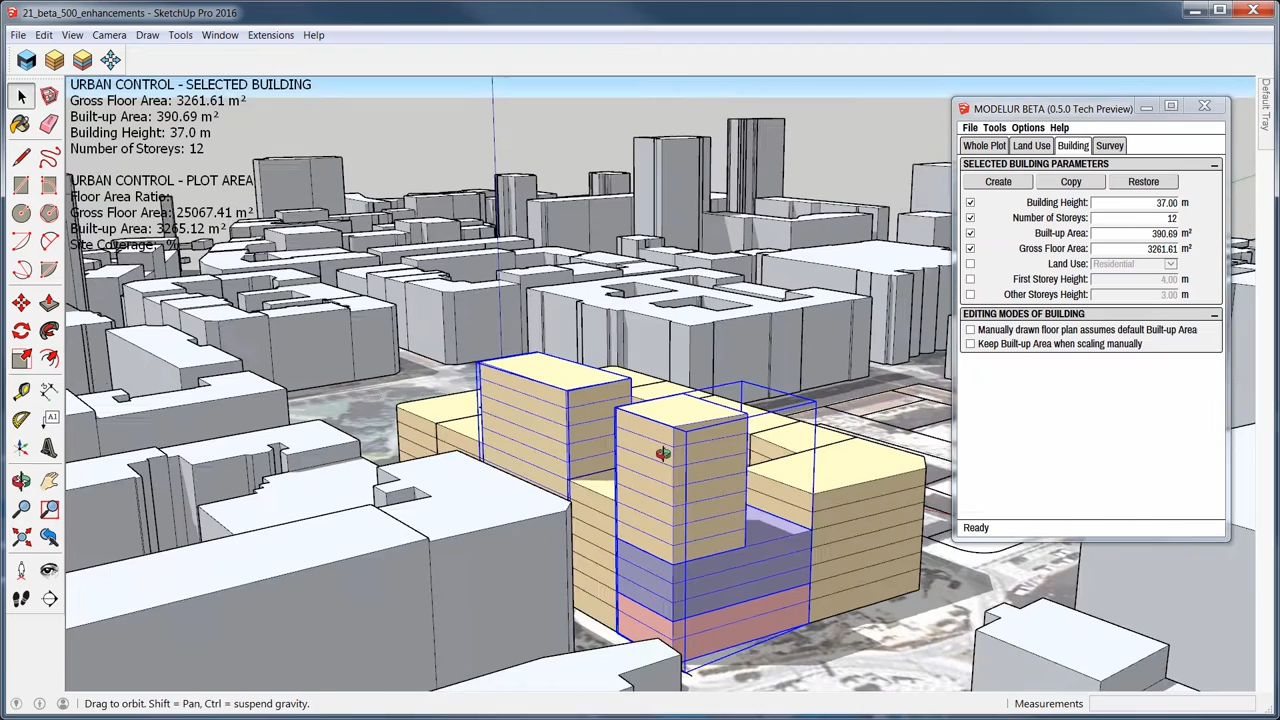 21_beta_500_enhancements - SketchUp Pro 2016
File Edit View Camera Draw Tools Window Extensions Help
URBAN CONTROL - SELECTED BUILDING
Gross Floor Area: 3261.61 m²
Built-up Area: 390.69 m²
Building Height: 37.0 m
Number of Storeys: 12
URBAN CONTROL - PLOT AREA
Floor Area Ratio:
Gross Floor Area: 25067.41 m²
Built-up Area: 3265.12 m²
Site Coverage: %
Default Tray
MODELUR BETA (0.5.0 Tech Preview)
File Tools Options Help
Whole Plot Land Use Building Survey
SELECTED BUILDING PARAMETERS
Create Copy Restore
Building Height: 37.00 m
Number of Storeys: 12
Built-up Area: 390.69 m²
Gross Floor Area: 3261.61 m²
Land Use: Residential
First Storey Height: 4.00 m
Other Storeys Height: 3.00 m
EDITING MODES OF BUILDING
Manually drawn floor plan assumes default Built-up Area
Keep Built-up Area when scaling manually
Ready
A1
Drag to orbit. Shift = Pan, Ctrl = suspend gravity.
Measurements